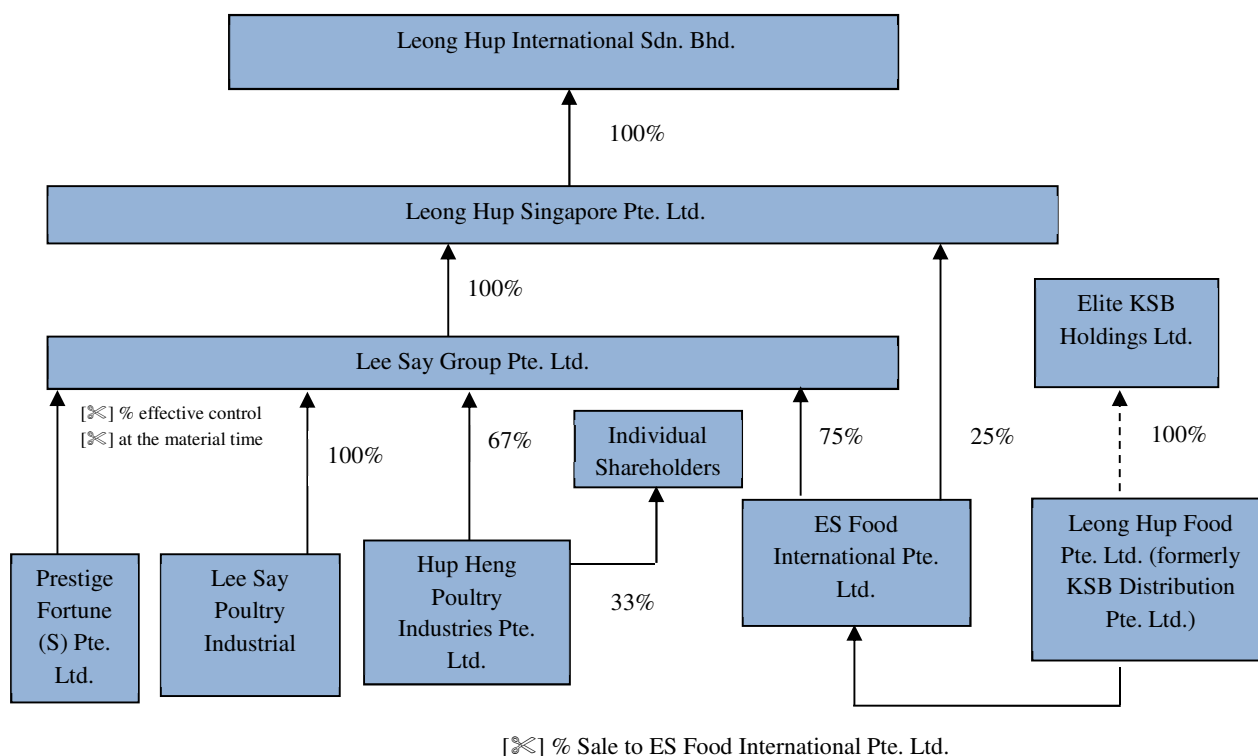 Leong Hup International Sdn. Bhd.
100%
Leong Hup Singapore Pte. Ltd.
100%
Elite KSB
Holdings Ltd.
Lee Say Group Pte. Ltd.
[✄] % effective control
[✄] at the material time
100%
67%
Individual
Shareholders
75%
25%
100%
Prestige
Fortune
(S) Pte.
Ltd.
Lee Say
Poultry
Industrial
Hup Heng
Poultry
Industries Pte.
Ltd.
33%
ES Food
International Pte.
Ltd.
Leong Hup Food
Pte. Ltd. (formerly
KSB Distribution
Pte. Ltd.)
[✄] % Sale to ES Food International Pte. Ltd.